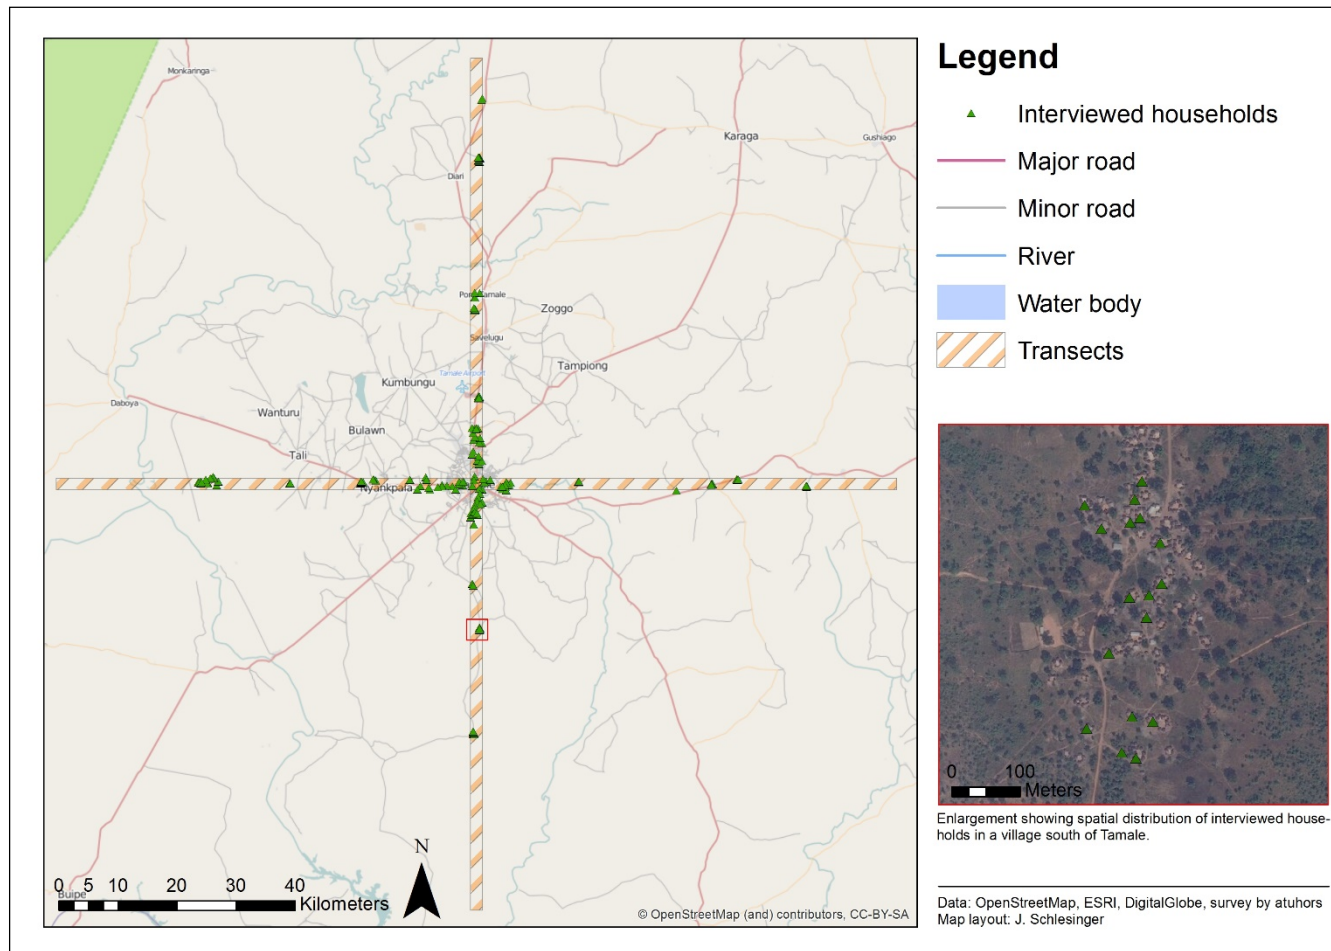 Monkaringa
Karaga
Gushiago
Diari
Zoggo
Savelugu
Tampiong
Tamale Airport
Kumbungu
Daboya
Wanturu
Bülawn
Tali
Nyankpala
N
0 5 10 20 30 40
Kilometers
Buipe
© OpenStreetMap (and) contributors, CC-BY-SA
Legend
Interviewed households
Major road
Minor road
River
Water body
Transects
0 100
Meters
Enlargement showing spatial distribution of interviewed house-
holds in a village south of Tamale.
Data: OpenStreetMap, ESRI, DigitalGlobe, survey by atuhors
Map layout: J. Schlesinger